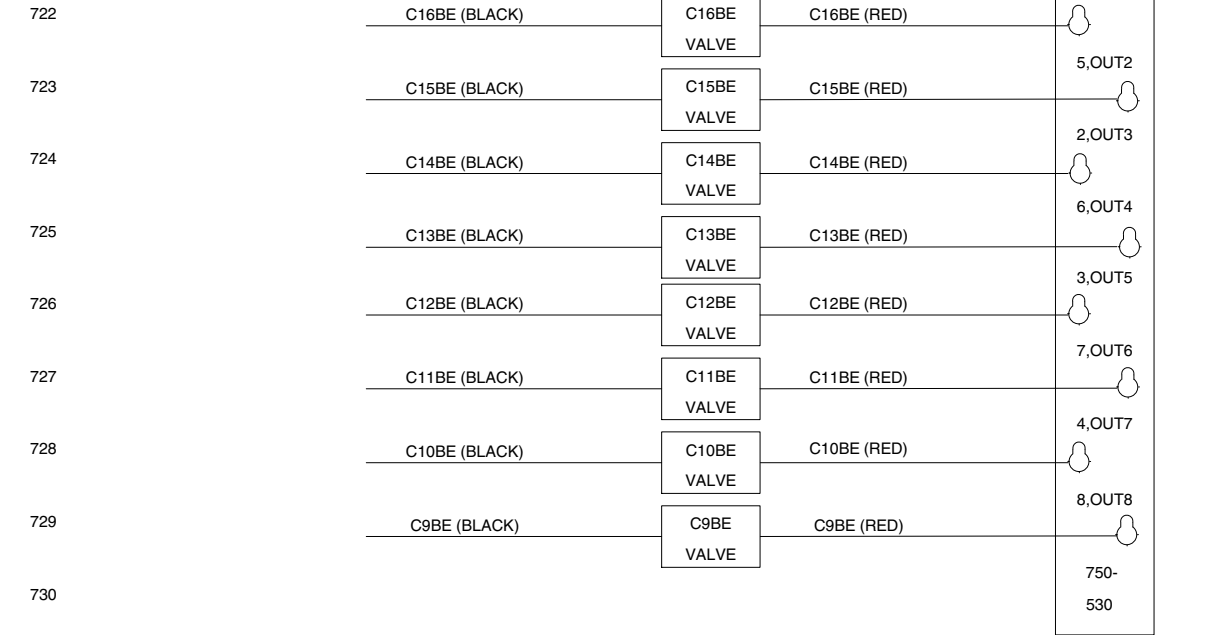 722 C16BE (BLACK) C16BE VALVE C16BE (RED)
5,OUT2
723 C15BE (BLACK) C15BE VALVE C15BE (RED)
2,OUT3
724 C14BE (BLACK) C14BE VALVE C14BE (RED)
6,OUT4
725 C13BE (BLACK) C13BE VALVE C13BE (RED)
3,OUT5
726 C12BE (BLACK) C12BE VALVE C12BE (RED)
7,OUT6
727 C11BE (BLACK) C11BE VALVE C11BE (RED)
4,OUT7
728 C10BE (BLACK) C10BE VALVE C10BE (RED)
8,OUT8
729 C9BE (BLACK) C9BE VALVE C9BE (RED)
750-
730 530